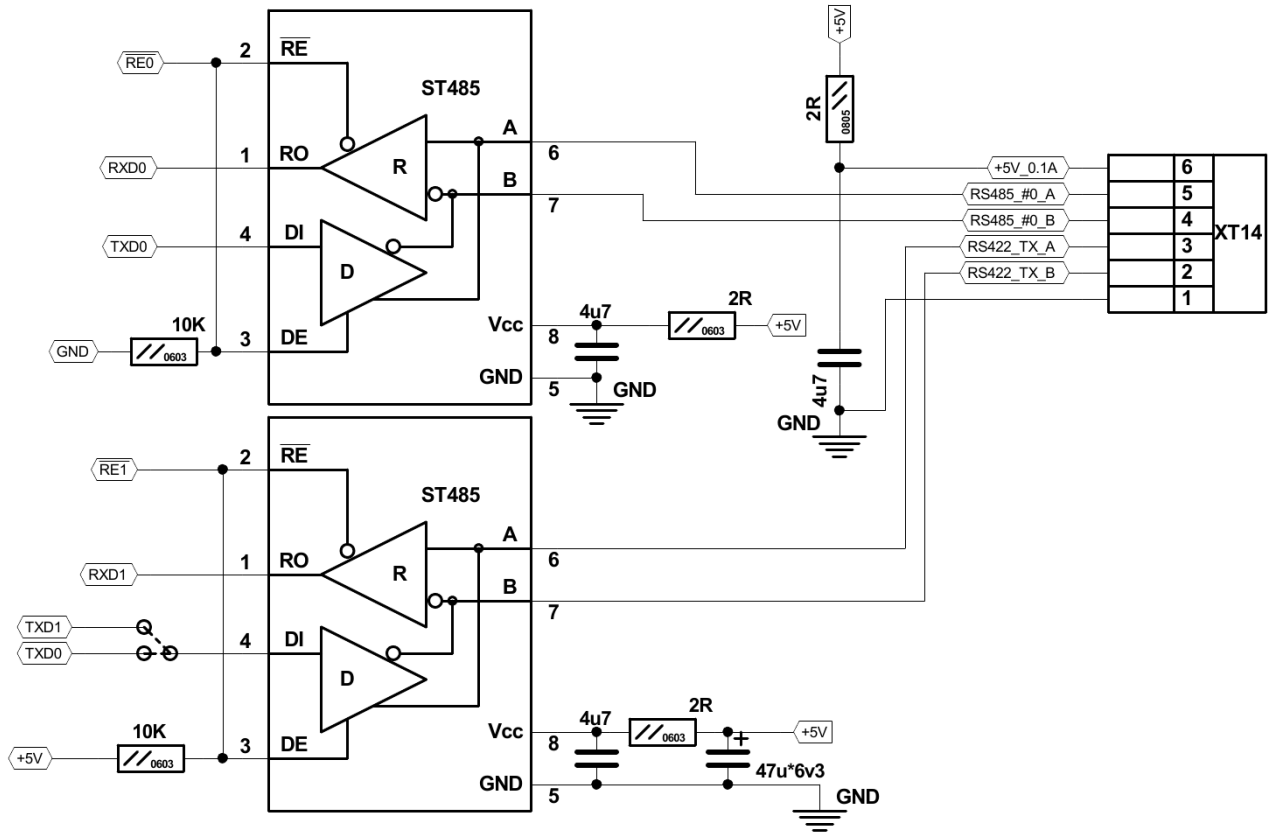 +5V
2 RE
RE0
ST485
2R
0805
A
6
1 RO
R
RXD0
+5V_0.1A
6
B
7
RS485_#0_A
5
RS485_#0_B
4
XT14
4 DI
TXD0
RS422_TX_A
3
D
RS422_TX_B
2
1
4u7
2R
10K
Vcc
8
0603
+5V
GND
0603
3 DE
GND
5
GND
4u7
GND
2 RE
RE1
ST485
A
6
1 RO
R
RXD1
B
7
TXD1
4 DI
TXD0
D
4u7
2R
10K
Vcc
8
0603
+
+5V
+5V
0603
3 DE
47u*6v3
GND
5
GND